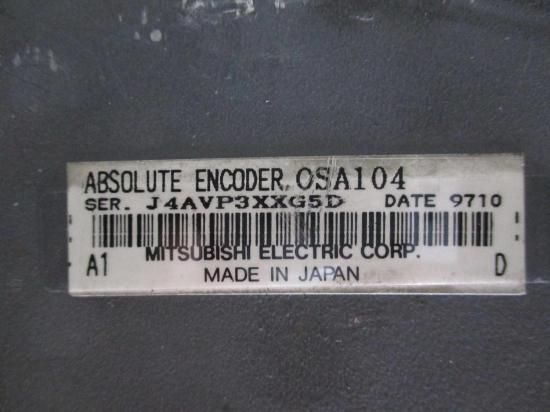 ABSOLUTE ENCODER. OSA104
SER. J4AVP3XXG5D DATE 9710
MITSUBISHI ELECTRIC CORP.
A1 MADE IN JAPAN D